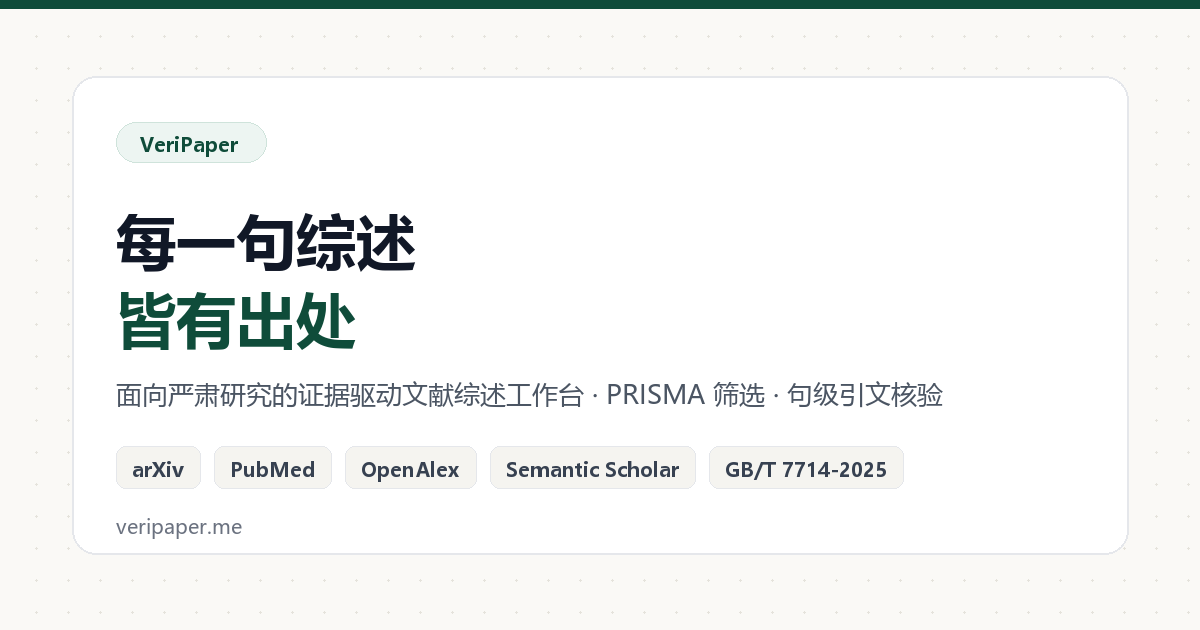 VeriPaper
每一句综述
皆有出处
面向严肃研究的证据驱动文献综述工作台 · PRISMA 筛选 · 句级引文核验
arXiv PubMed OpenAlex Semantic Scholar GB/T 7714-2025
veripaper.me